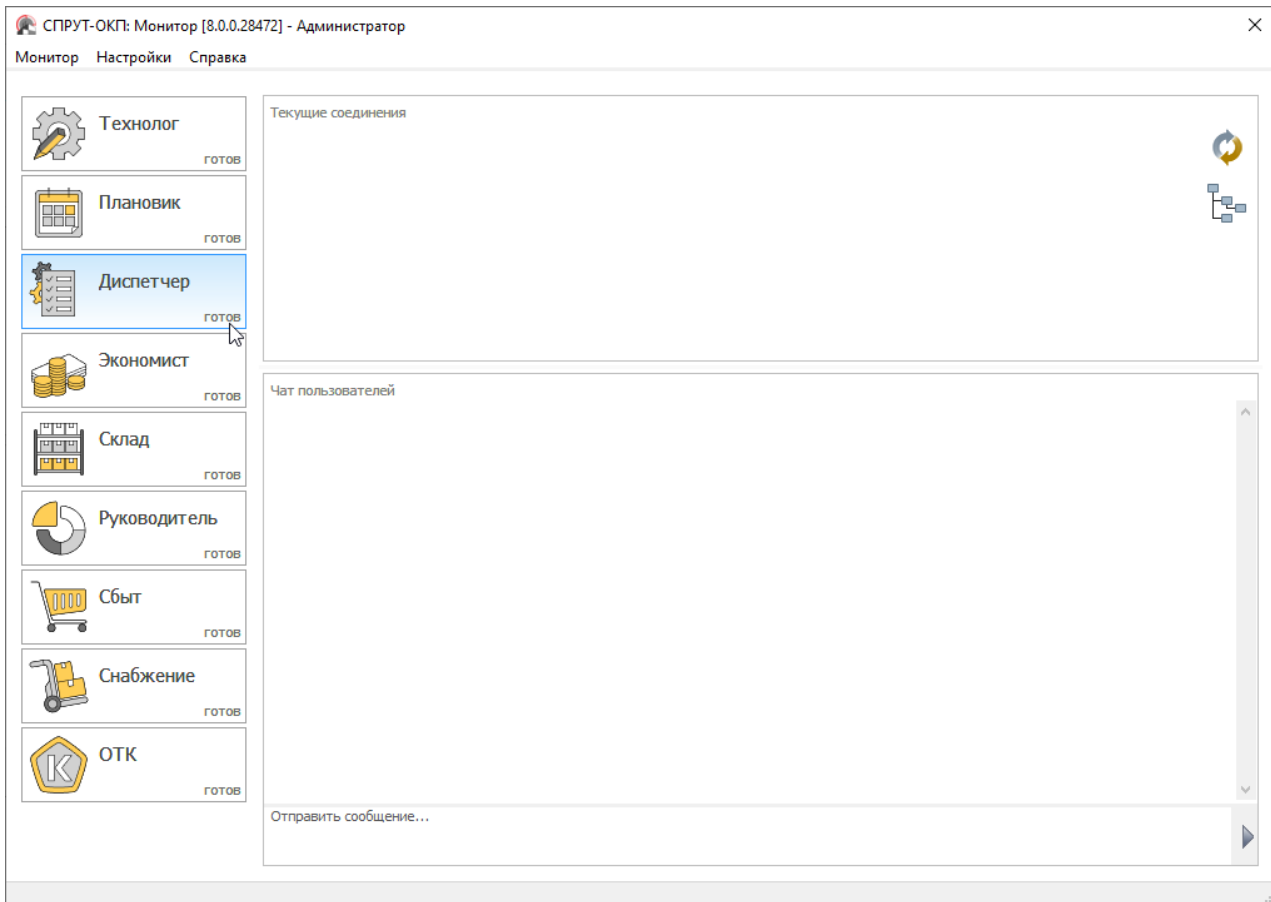 СПРУТ-ОКП: Монитор [8.0.0.28472] - Администратор
Монитор Настройки Справка
Технолог
готов
Плановик
готов
Диспетчер
готов
Экономист
готов
Склад
готов
Руководитель
готов
Сбыт
готов
Снабжение
готов
К
ОТК
готов
Текущие соединения
Чат пользователей
Отправить сообщение...